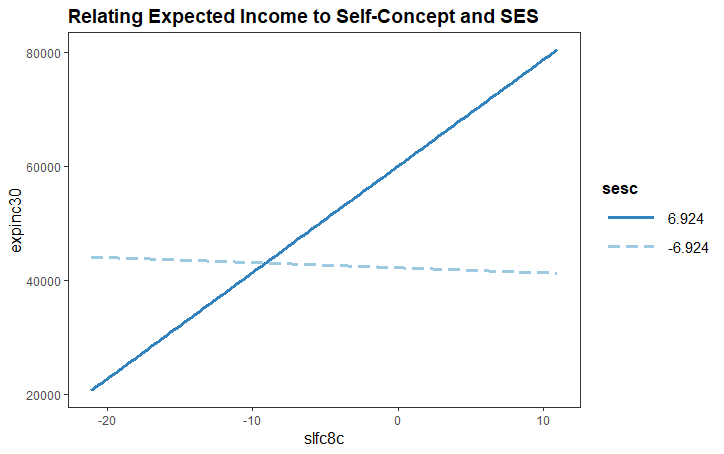 Relating Expected Income to Self-Concept and SES
expinc30
80000
60000
40000
20000
-20
-10
0
10
slfc8c
sesc
6.924
-6.924